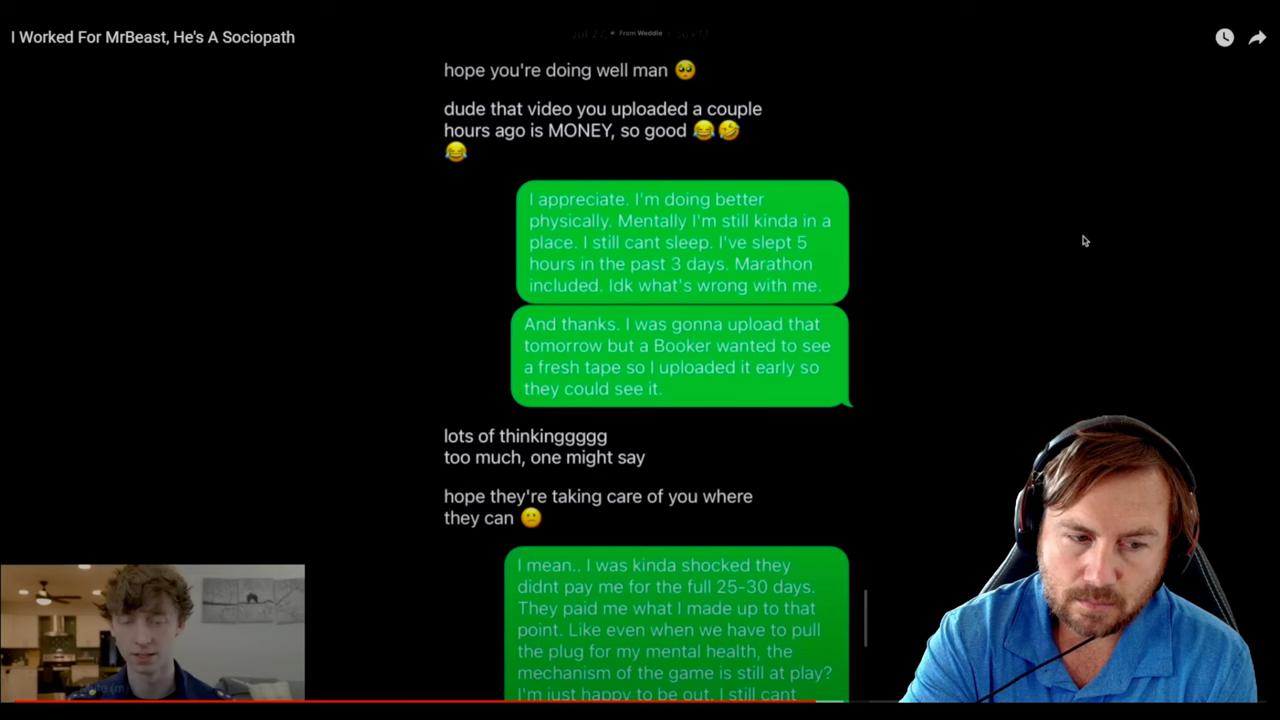 I Worked For MrBeast, He's A Sociopath
From Weddle
hope you're doing well man 🥺
dude that video you uploaded a couple
hours ago is MONEY, so good 😂🤣
😂
I appreciate. I'm doing better
physically. Mentally I'm still kinda in a
place. I still cant sleep. I've slept 5
hours in the past 3 days. Marathon
included. Idk what's wrong with me.
And thanks. I was gonna upload that
tomorrow but a Booker wanted to see
a fresh tape so I uploaded it early so
they could see it.
lots of thinkingggg
too much, one might say
hope they're taking care of you where
they can 😕
I mean.. I was kinda shocked they
didnt pay me for the full 25-30 days.
They paid me what I made up to that
point. Like even when we have to pull
the plug for my mental health, the
mechanism of the game is still at play?
I'm just happy to be out. I still cant